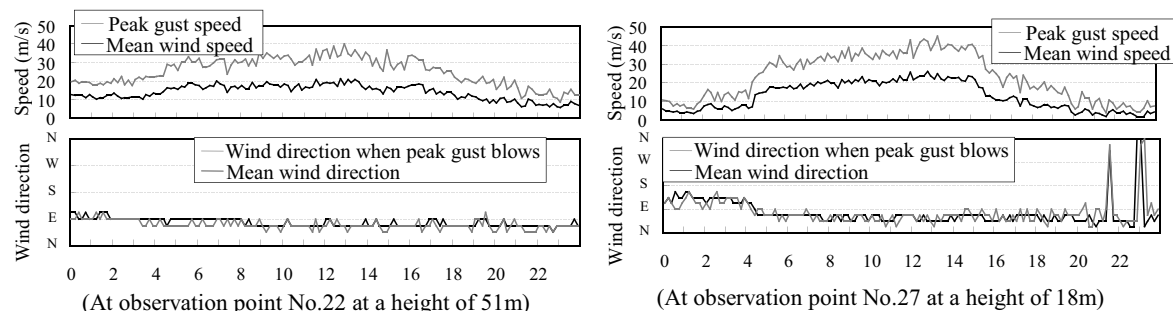 Speed (m/s)
50
40
30
20
10
0
Peak gust speed
Mean wind speed
Wind direction
N
W
S
E
N
Wind direction when peak gust blows
Mean wind direction
0 2 4 6 8 10 12 14 16 18 20 22
(At observation point No.22 at a height of 51m)
Speed (m/s)
50
40
30
20
10
0
Peak gust speed
Mean wind speed
Wind direction
N
W
S
E
N
Wind direction when peak gust blows
Mean wind direction
0 2 4 6 8 10 12 14 16 18 20 22
(At observation point No.27 at a height of 18m)